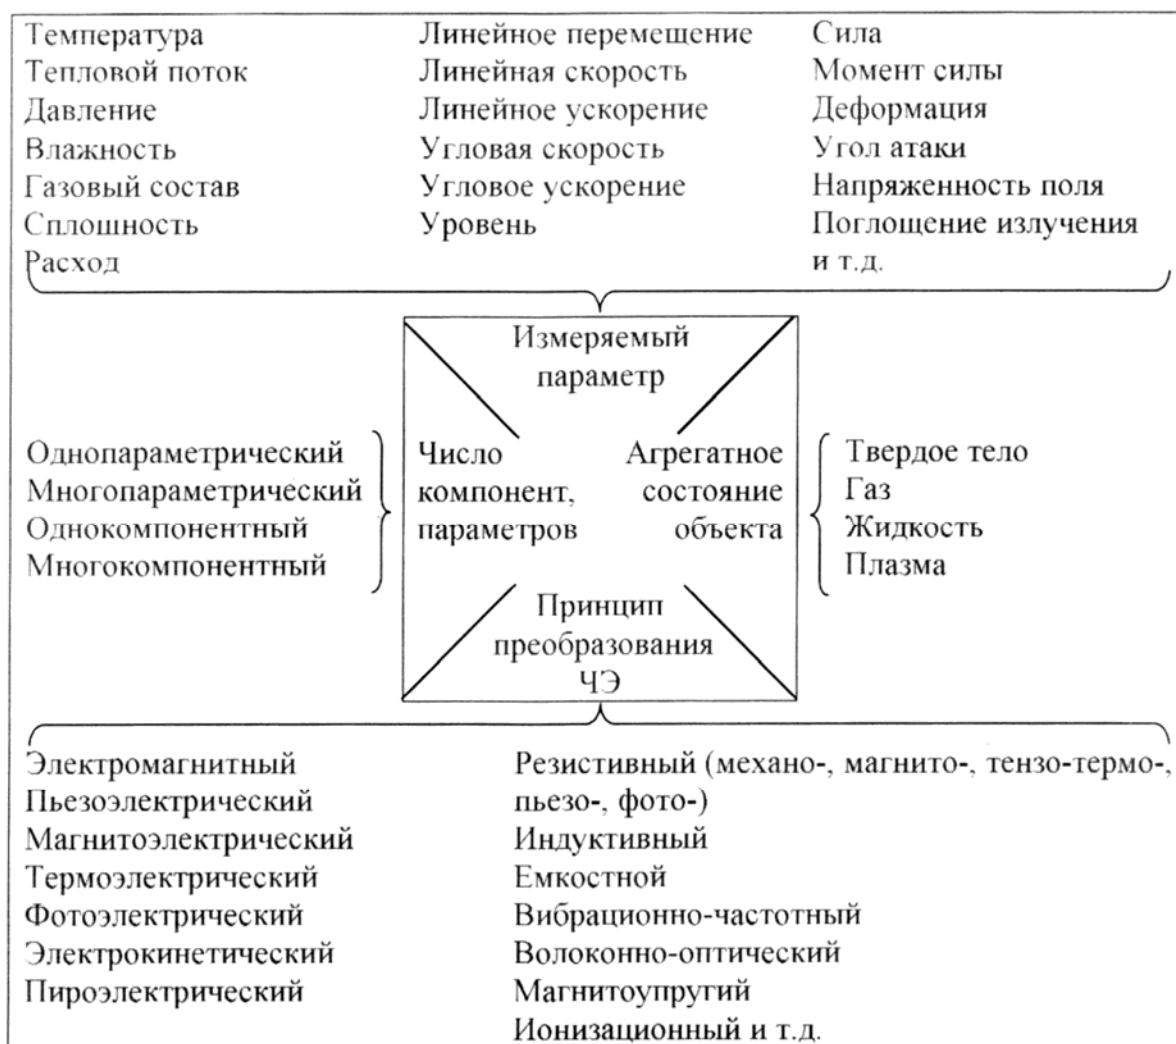 Температура
Тепловой поток
Давление
Влажность
Газовый состав
Сплошность
Расход
Линейное перемещение
Линейная скорость
Линейное ускорение
Угловая скорость
Угловое ускорение
Уровень
Сила
Момент силы
Деформация
Угол атаки
Напряженность поля
Поглощение излучения
и т.д.
Измеряемый
параметр
Однопараметрический
Многопараметрический
Однокомпонентный
Многокомпонентный
Число
компонент,
параметров
Агрегатное
состояние
объекта
Твердое тело
Газ
Жидкость
Плазма
Принцип
преобразования
ЧЭ
Электромагнитный
Пьезоэлектрический
Магнитоэлектрический
Термоэлектрический
Фотоэлектрический
Электрокинетический
Пироэлектрический
Резистивный (механо-, магнито-, тензо-термо-,
пьезо-, фото-)
Индуктивный
Емкостной
Вибрационно-частотный
Волоконно-оптический
Магнитоупругий
Ионизационный и т.д.